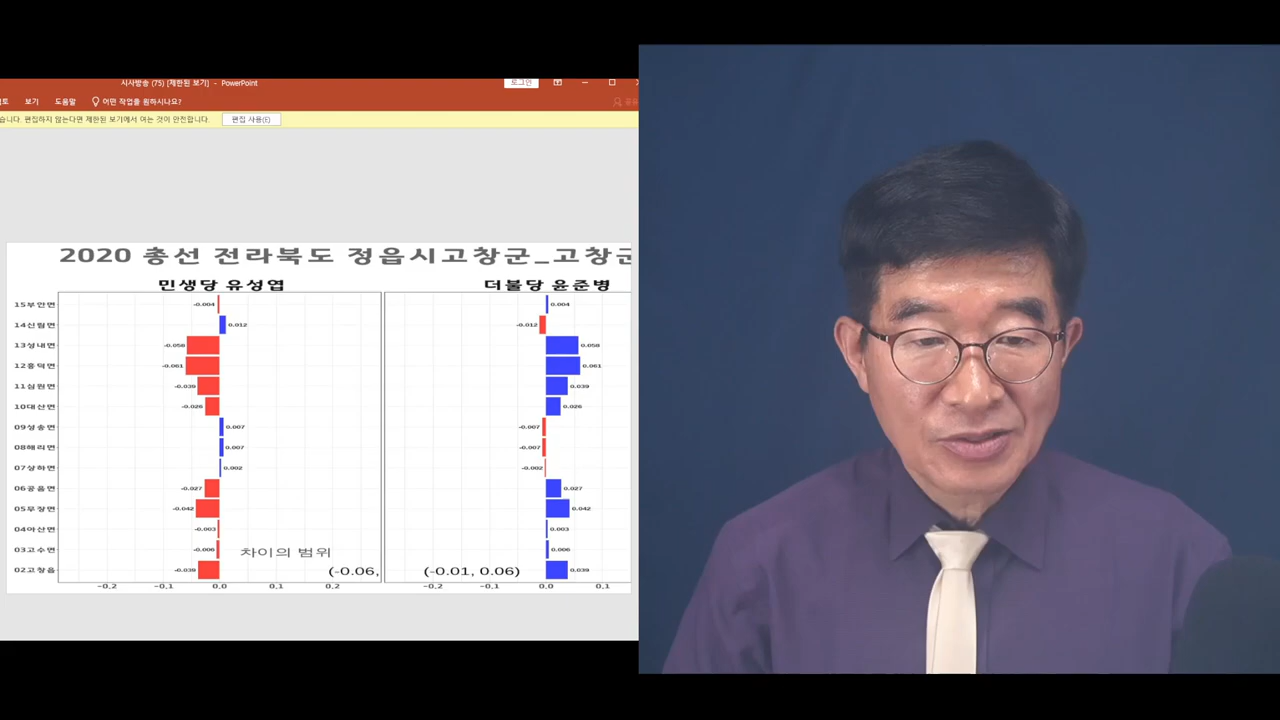 시사방송 (75) [제한된 보기] - PowerPoint
로그인
보기
도움말
어떤 작업을 원하시나요?
습니다. 편집하지 않는다면 제한된 보기에서 여는 것이 안전합니다.
편집 사용(E)
2020 총선 전라북도 정읍시고창군_고창군
민생당 유성엽
더불당 윤준병
15부안면 -0.004 0.004
14신림면 0.012 -0.012
13성내면 -0.058 0.058
12흥덕면 -0.061 0.061
11심원면 -0.039 0.039
10대산면 -0.026 0.026
09성송면 0.007 -0.007
08해리면 0.007 -0.007
07상하면 0.002 -0.002
06공음면 -0.027 0.027
05무장면 -0.042 0.042
04아산면 -0.003 0.003
03고수면 -0.006 0.006
차이의 범위
02고창읍 -0.039 0.039
(-0.06,
(-0.01, 0.06)
-0.2 -0.1 0.0 0.1 0.2
-0.2 -0.1 0.0 0.1